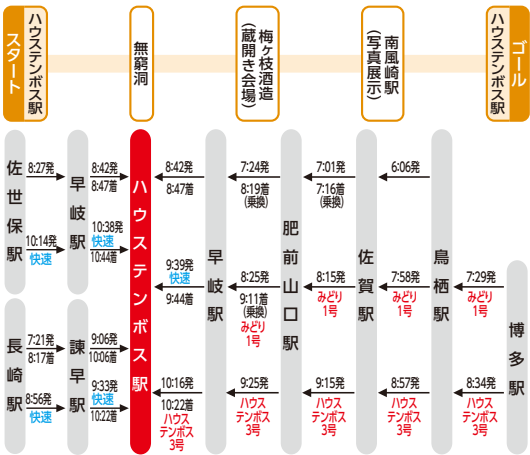 スタート
ハウステンボス駅
無窮洞
梅ヶ枝酒造
(蔵開き会場)
南風崎駅
(写真展示)
ハウステンボス駅
ゴール
佐世保駅
8:27発
10:14発
快速
早岐駅
8:42発
8:47着
10:38発
快速
10:44着
長崎駅
7:21発
8:17着
8:56発
快速
諫早駅
9:06発
10:06着
9:33発
快速
10:22着
ハウステンボス駅
8:42発
8:47着
9:39発
快速
9:44着
10:16発
10:22着
ハウス
テンボス
3号
早岐駅
7:24発
8:19着
(乗換)
8:25発
9:11着
(乗換)
みどり
1号
9:25発
ハウス
テンボス
3号
肥前山口駅
7:01発
7:16着
(乗換)
8:15発
みどり
1号
9:15発
ハウス
テンボス
3号
佐賀駅
6:06発
7:58発
みどり
1号
8:57発
ハウス
テンボス
3号
鳥栖駅
7:29発
みどり
1号
8:34発
ハウス
テンボス
3号
博多駅